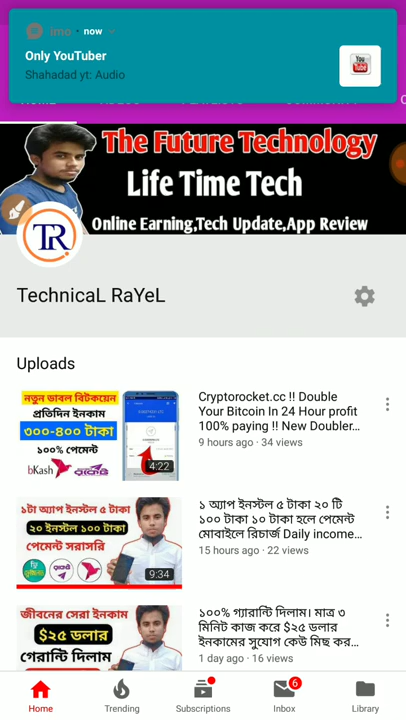 imo • now
Only YouTuber
Shahadad yt: Audio
You
Tube
The Future Technology
Life Time Tech
Online Earning,Tech Update,App Review
TR
TechnicaL RaYeL
Uploads
নতুন ডাবল বিটকয়েন
প্রতিদিন ইনকাম
৩০০-৪০০ টাকা
১০০% পেমেন্ট
bKash
4:22
Cryptorocket.cc !! Double
Your Bitcoin In 24 Hour profit
100% paying !! New Doubler...
9 hours ago · 34 views
১টা অ্যাপ ইনস্টল ৫ টাকা
২০ ইনস্টল ১০০ টাকা
পেমেন্ট সরাসরি
9:34
১ অ্যাপ ইনস্টল ৫ টাকা ২০ টি
১০০ টাকা ১০ টাকা হলে পেমেন্ট
মোবাইলে রিচার্জ Daily income...
15 hours ago · 22 views
জীবনের সেরা ইনকাম
$২৫ ডলার
গেরান্টি দিলাম
১০০% গ্যারান্টি দিলাম। মাত্র ৩
মিনিট কাজ করে $২৫ ডলার
ইনকামের সুযোগ কেউ মিছ কর...
1 day ago · 16 views
6
Home
Trending
Subscriptions
Inbox
Library